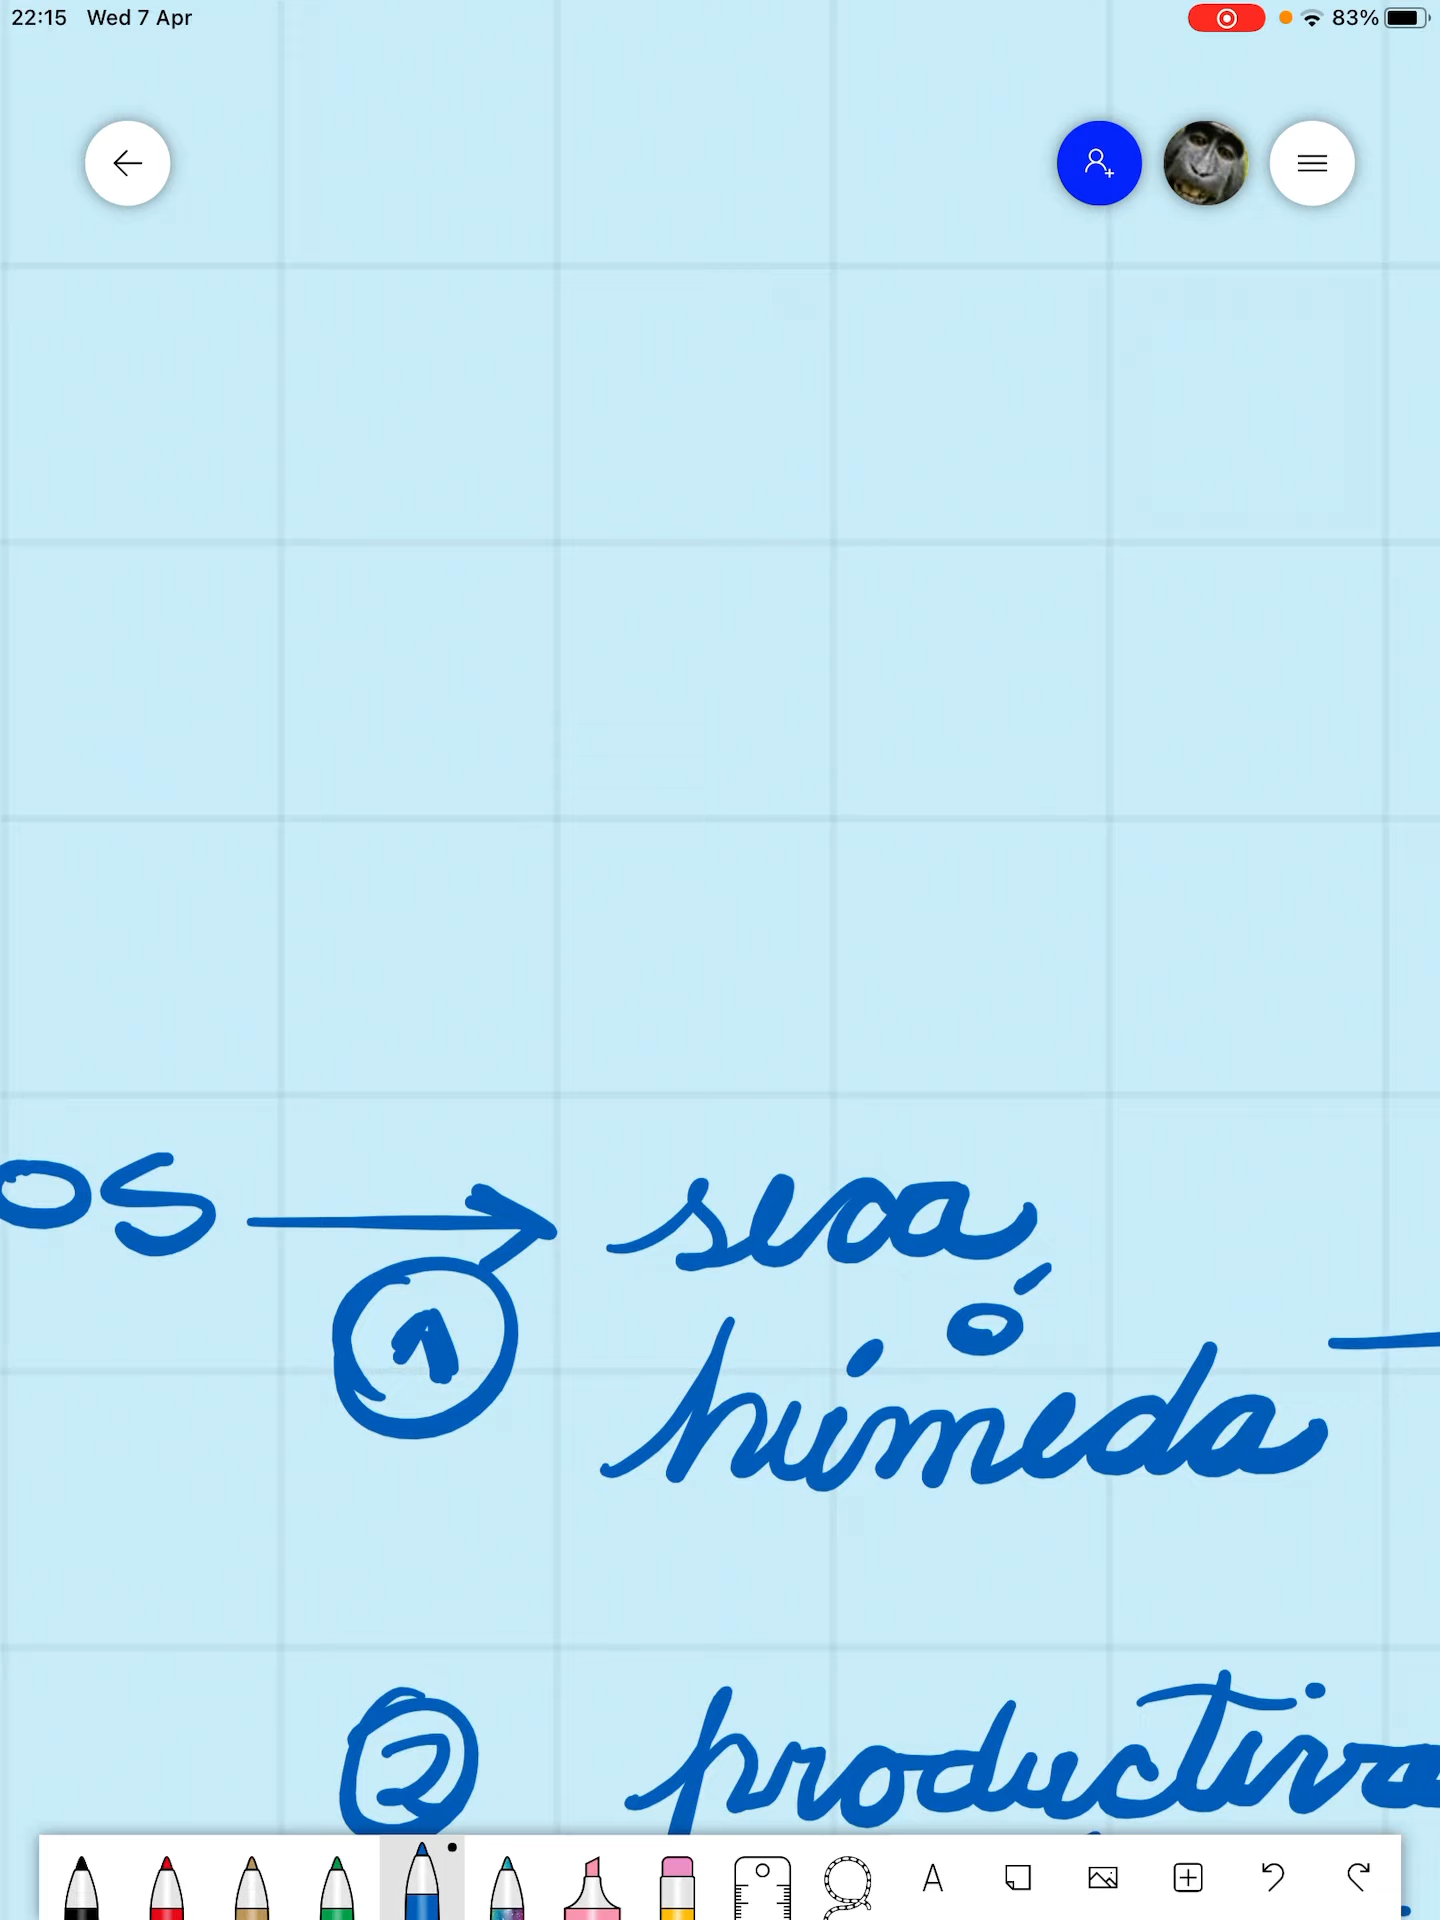 22:15 Wed 7 Apr 83%
OS → seca
ó
① húmeda
② productiva
A